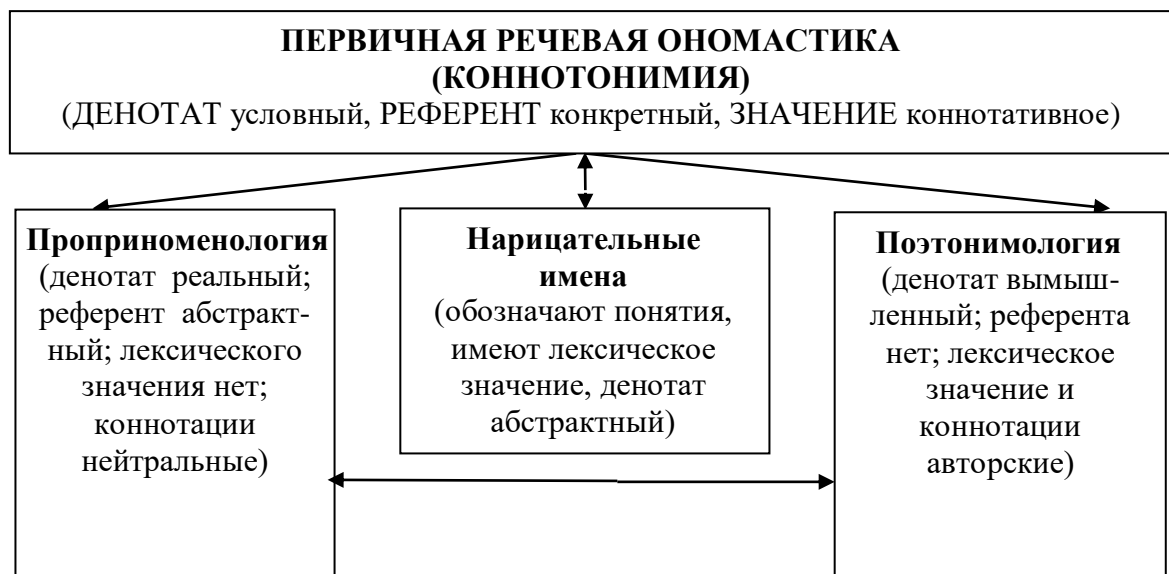 ПЕРВИЧНАЯ РЕЧЕВАЯ ОНОМАСТИКА
(КОННОТОНИМИЯ)
(ДЕНОТАТ условный, РЕФЕРЕНТ конкретный, ЗНАЧЕНИЕ коннотативное)
Проприноменология
(денотат реальный;
референт абстракт-
ный; лексического
значения нет;
коннотации
нейтральные)
Нарицательные
имена
(обозначают понятия,
имеют лексическое
значение, денотат
абстрактный)
Поэтонимология
(денотат вымыш-
ленный; референта
нет; лексическое
значение и
коннотации
авторские)